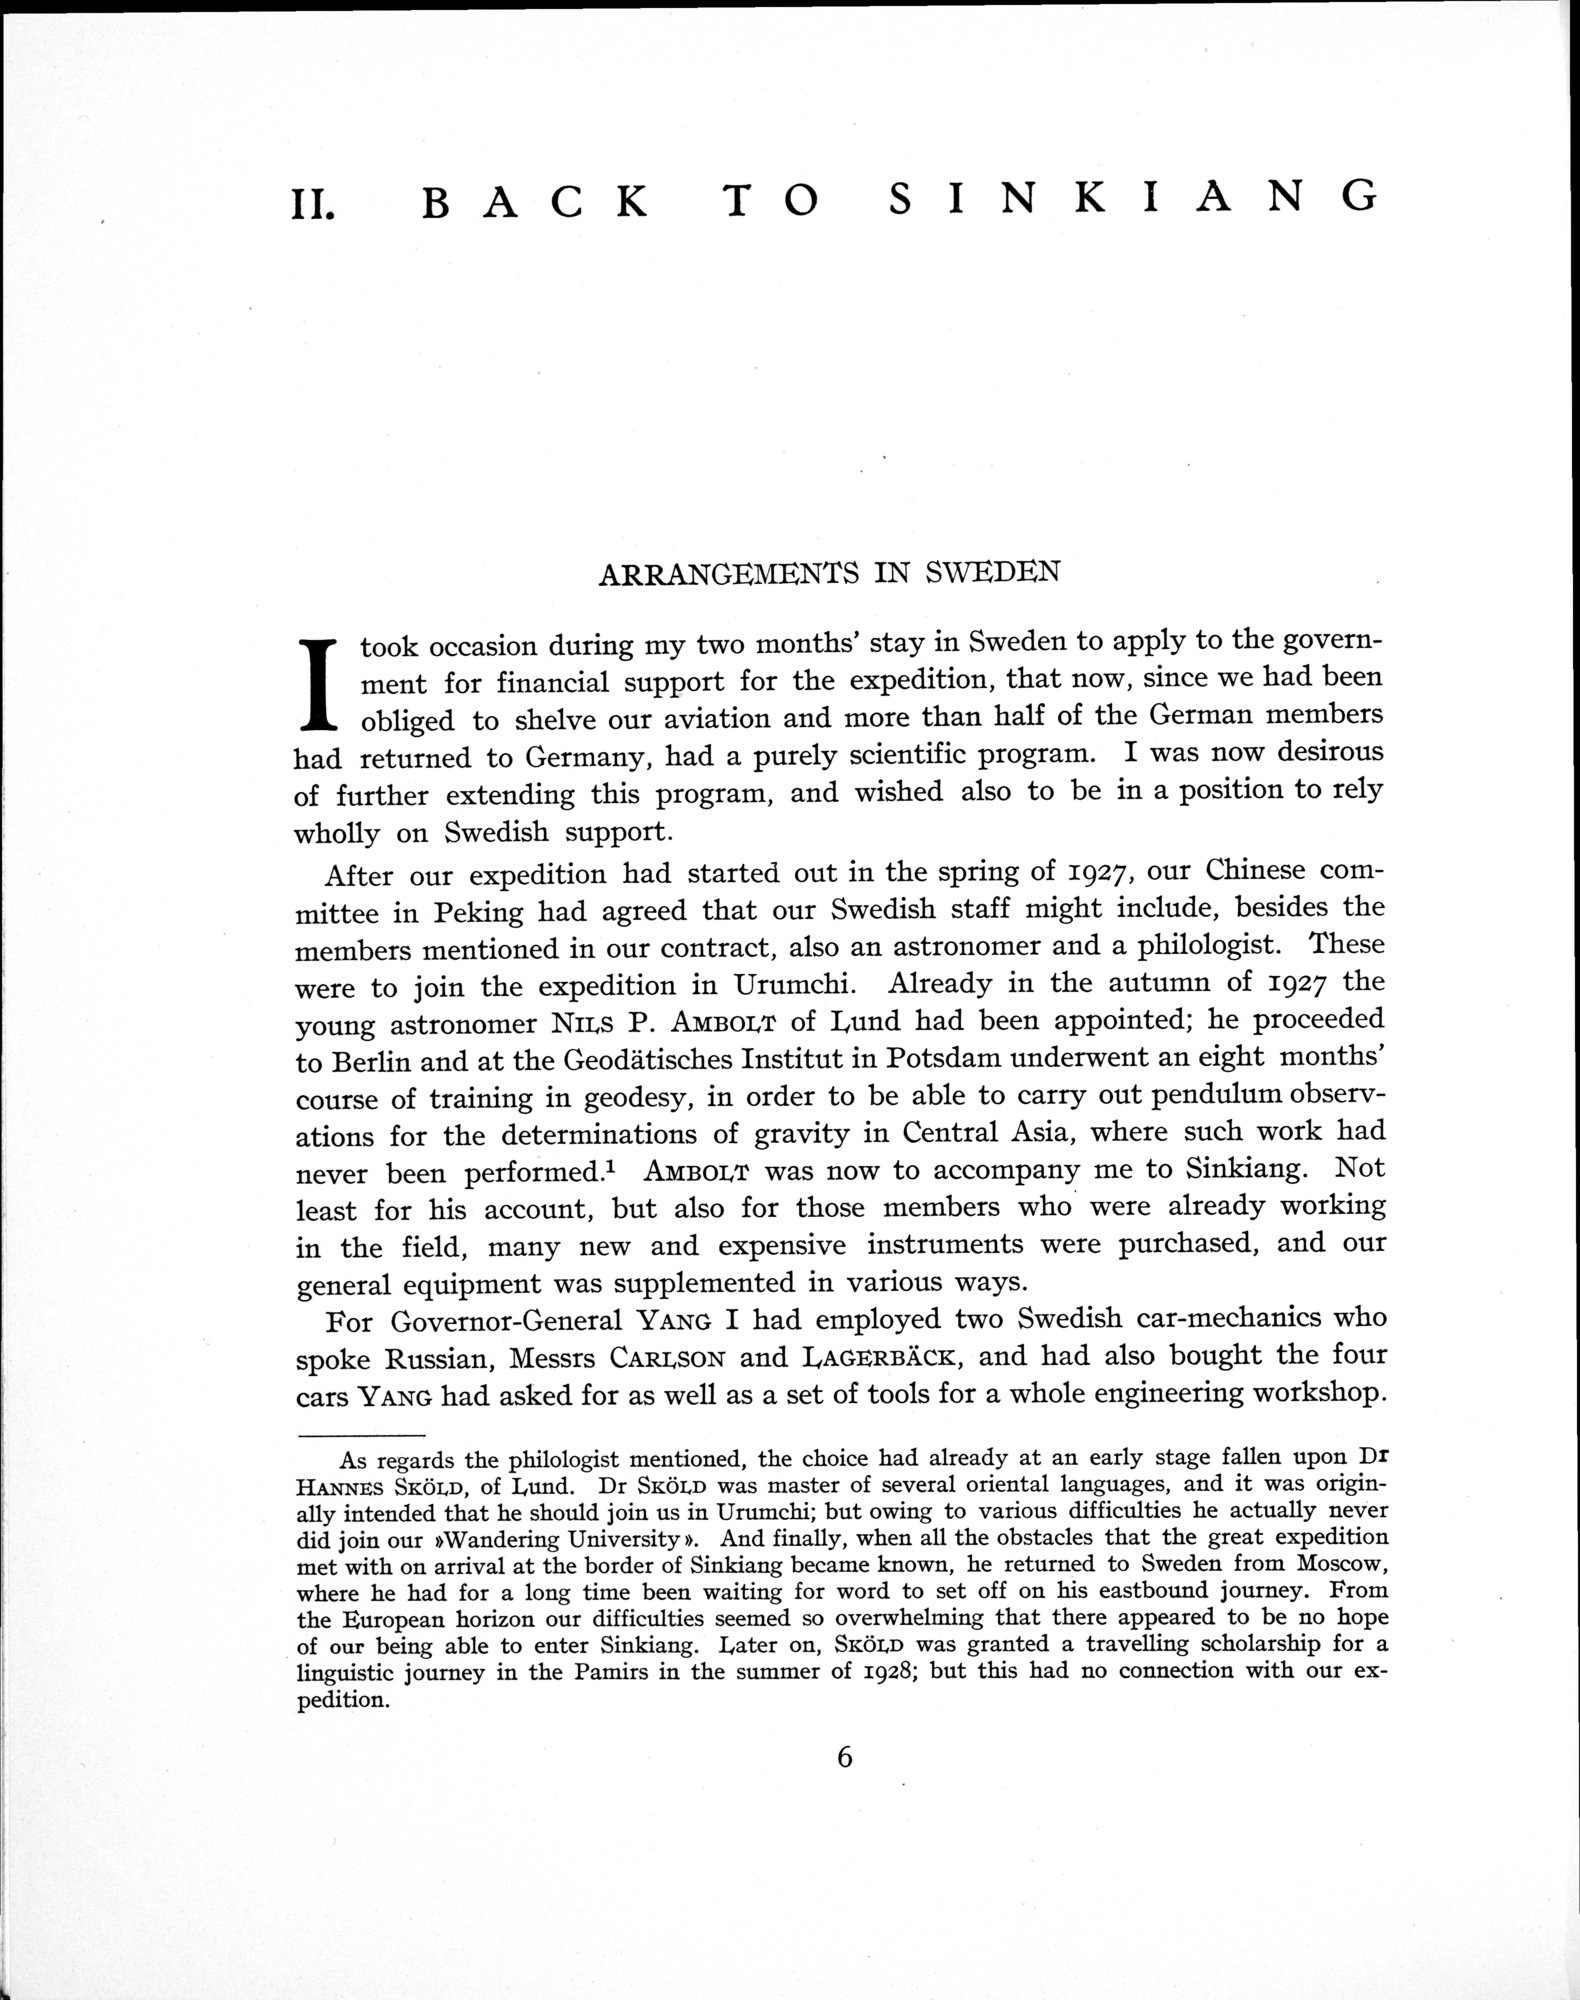 II. BACK TO SINKIANG
ARRANGEMENTS IN SWEDEN
I took occasion during my two months’ stay in Sweden to apply to the govern-
ment for financial support for the expedition, that now, since we had been
obliged to shelve our aviation and more than half of the German members
had returned to Germany, had a purely scientific program. I was now desirous
of further extending this program, and wished also to be in a position to rely
wholly on Swedish support.
After our expedition had started out in the spring of 1927, our Chinese com-
mittee in Peking had agreed that our Swedish staff might include, besides the
members mentioned in our contract, also an astronomer and a philologist. These
were to join the expedition in Urumchi. Already in the autumn of 1927 the
young astronomer NILS P. AMBOLT of Lund had been appointed; he proceeded
to Berlin and at the Geodätisches Institut in Potsdam underwent an eight months’
course of training in geodesy, in order to be able to carry out pendulum observ-
ations for the determinations of gravity in Central Asia, where such work had
never been performed.¹ AMBOLT was now to accompany me to Sinkiang. Not
least for his account, but also for those members who were already working
in the field, many new and expensive instruments were purchased, and our
general equipment was supplemented in various ways.
For Governor-General YANG I had employed two Swedish car-mechanics who
spoke Russian, Messrs CARLSON and LAGERBÄCK, and had also bought the four
cars YANG had asked for as well as a set of tools for a whole engineering workshop.
As regards the philologist mentioned, the choice had already at an early stage fallen upon Dr
HANNES SKÖLD, of Lund. Dr SKÖLD was master of several oriental languages, and it was origin-
ally intended that he should join us in Urumchi; but owing to various difficulties he actually never
did join our »Wandering University». And finally, when all the obstacles that the great expedition
met with on arrival at the border of Sinkiang became known, he returned to Sweden from Moscow,
where he had for a long time been waiting for word to set off on his eastbound journey. From
the European horizon our difficulties seemed so overwhelming that there appeared to be no hope
of our being able to enter Sinkiang. Later on, SKÖLD was granted a travelling scholarship for a
linguistic journey in the Pamirs in the summer of 1928; but this had no connection with our ex-
pedition.
6